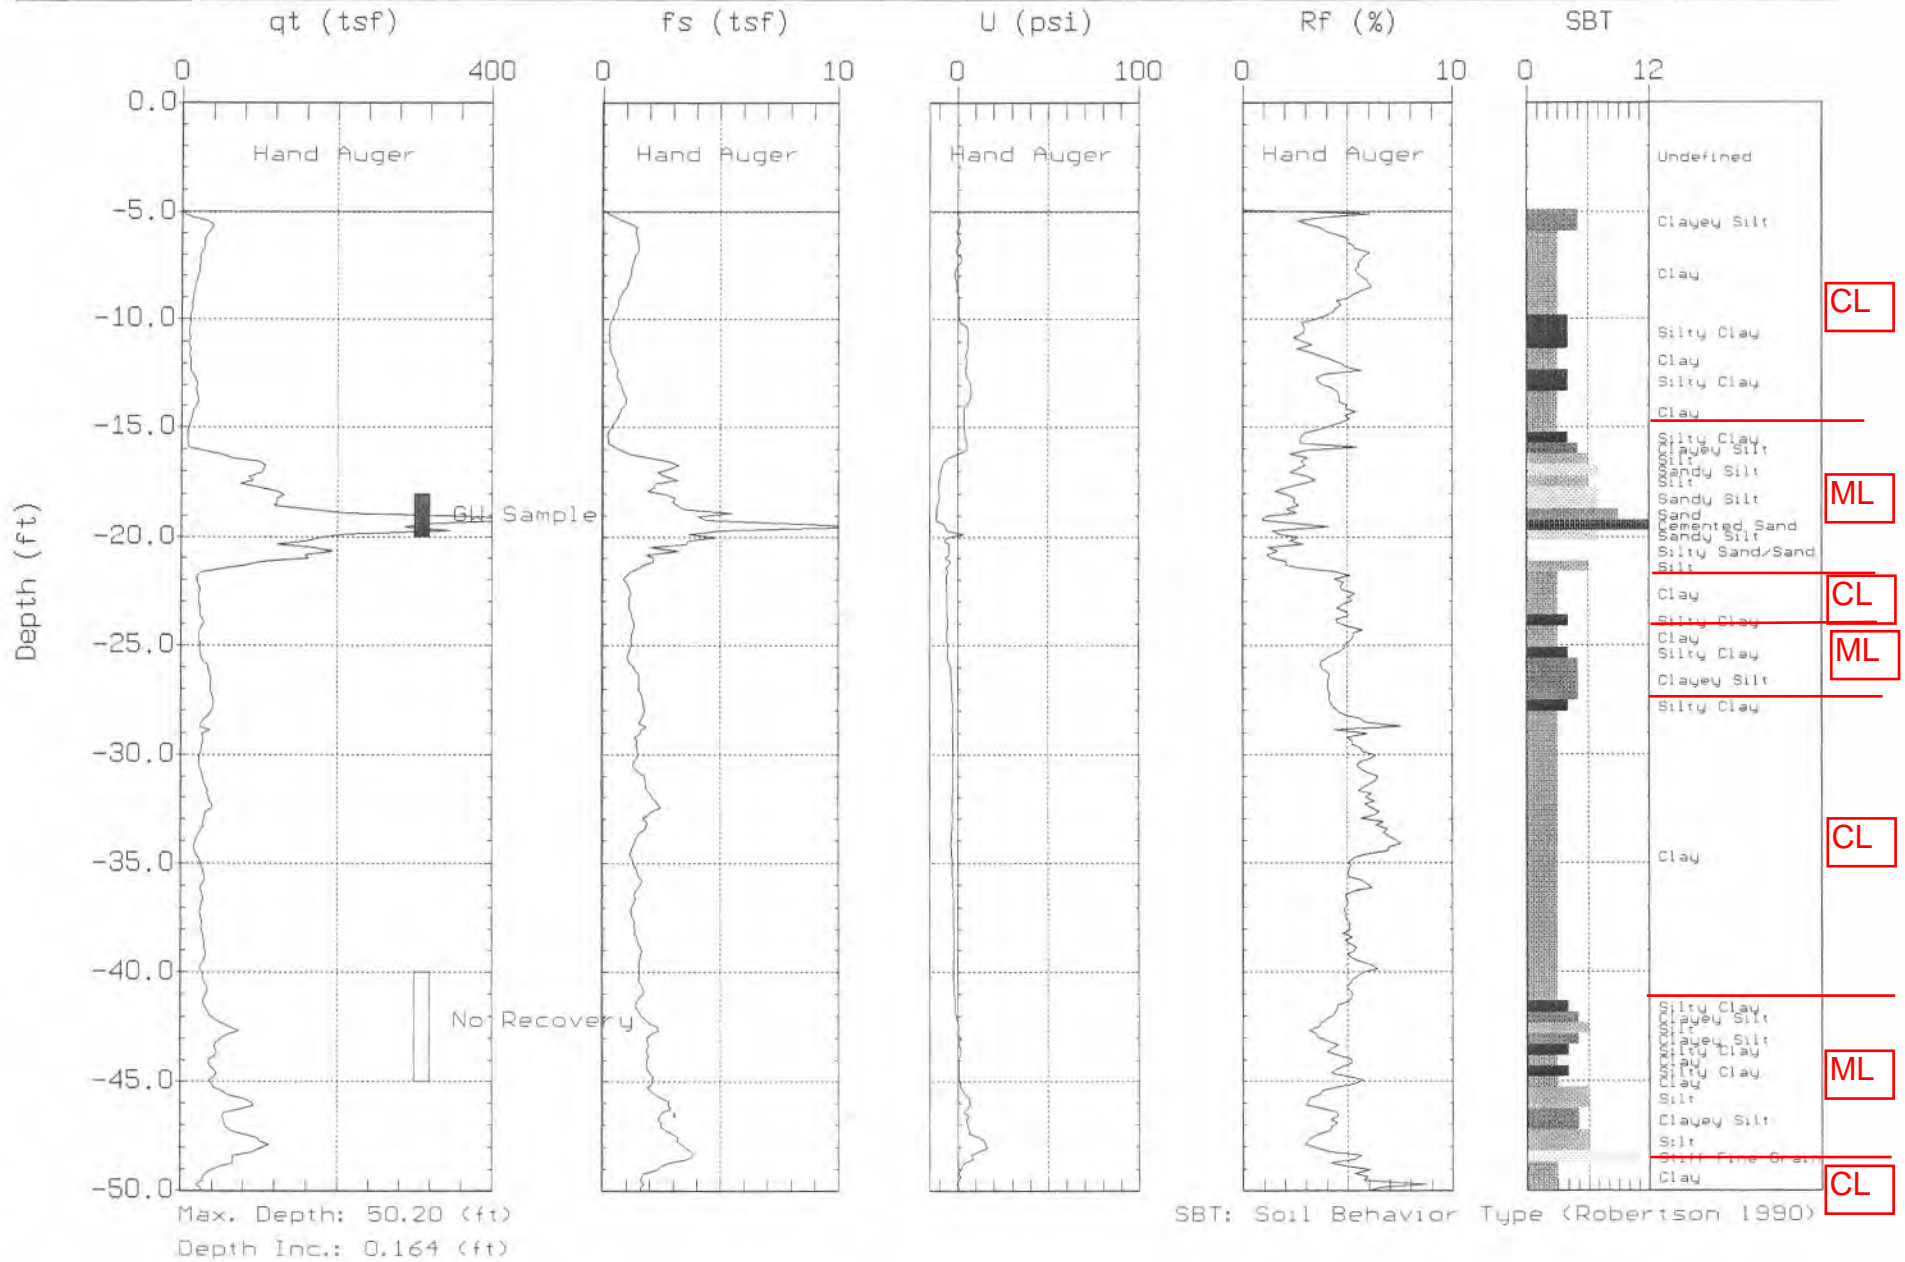 qt (tsf) fs (tsf) U (psi) Rf (%) SBT
0 400 0 10 0 100 0 10 0 12
0.0
Hand Auger Hand Auger Hand Auger Hand Auger Undefined
-5.0
Clayey Silt
Clay
CL
-10.0
Silty Clay
Clay
Silty Clay
Clay
-15.0
Silty Clay
Clayey Silt
Silt
Sandy Silt
Silt
ML
Sandy Silt
GW Sample
Sand
Cemented Sand
-20.0
Sandy Silt
Silty Sand/Sand
Silt
Clay
CL
Silty Clay
-25.0
Clay
Silty Clay
ML
Clayey Silt
Silty Clay
-30.0
Depth (ft)
CL
-35.0
Clay
-40.0
Silty Clay
Clayey Silt
No Recovery
Silt
Clayey Silt
Silty Clay
Clay
Silty Clay
ML
-45.0
Clay
Silt
Clayey Silt
Silt
Stiff Fine Grain
Clay
CL
-50.0
Max. Depth: 50.20 (ft)
Depth Inc.: 0.164 (ft)
SBT: Soil Behavior Type (Robertson 1990)